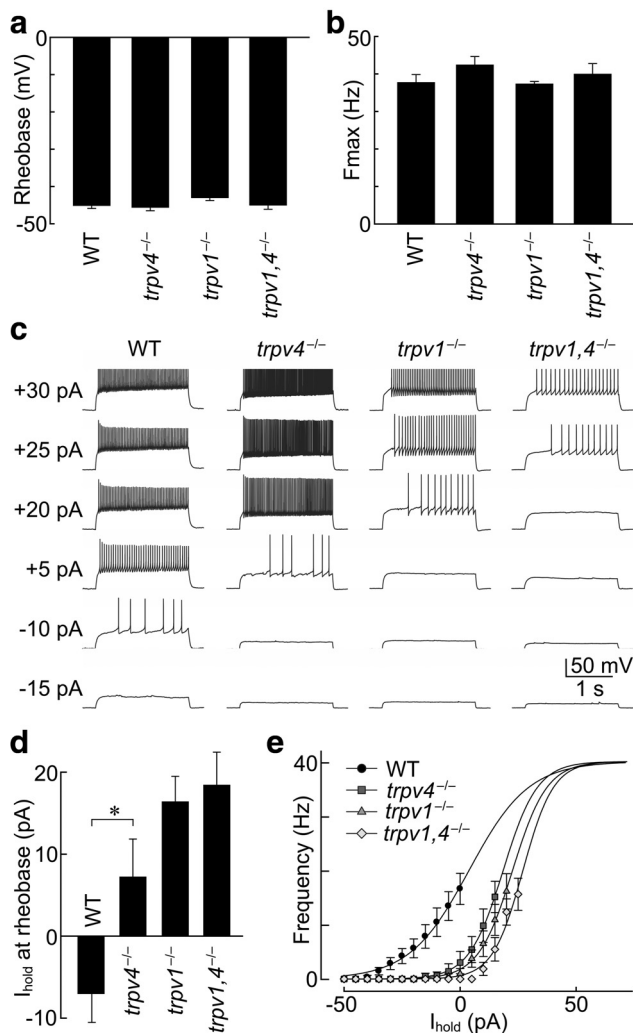 a
0
-50
Rheobase (mV)
WT
trpv4−/−
trpv1−/−
trpv1,4−/−
b
50
0
Fmax (Hz)
WT
trpv4−/−
trpv1−/−
trpv1,4−/−
c
WT trpv4−/− trpv1−/− trpv1,4−/−
+30 pA
+25 pA
+20 pA
+5 pA
-10 pA
-15 pA
50 mV
1 s
d
20
10
0
-10
Ihold at rheobase (pA)
*
WT
trpv4−/−
trpv1−/−
trpv1,4−/−
e
40
0
Frequency (Hz)
WT
trpv4−/−
trpv1−/−
trpv1,4−/−
-50 0 50
Ihold (pA)